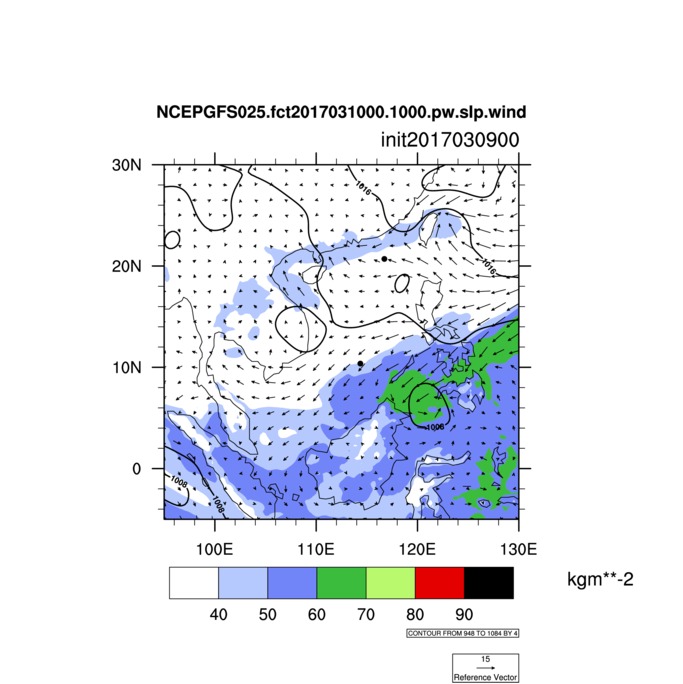 NCEPGFS025.fct2017031000.1000.pw.slp.wind
init2017030900
30N
1016
20N
1016
10N
1008
0
1008
1008
100E 110E 120E 130E
kgm**-2
40 50 60 70 80 90
CONTOUR FROM 948 TO 1084 BY 4
15
Reference Vector